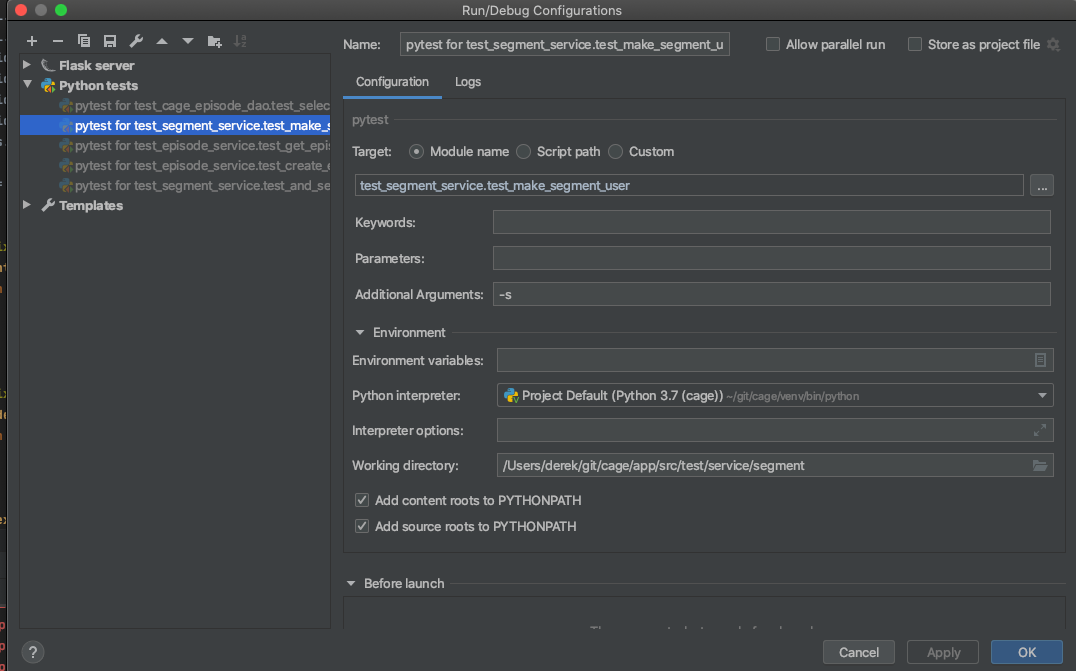 Run/Debug Configurations
Name: pytest for test_segment_service.test_make_segment_u Allow parallel run Store as project file
Flask server
Python tests
pytest for test_cage_episode_dao.test_selec
pytest for test_segment_service.test_make_s
pytest for test_episode_service.test_get_epis
pytest for test_episode_service.test_create_e
pytest for test_segment_service.test_and_se
Templates
Configuration Logs
pytest
Target: Module name Script path Custom
test_segment_service.test_make_segment_user ...
Keywords:
Parameters:
Additional Arguments: -s
Environment
Environment variables:
Python interpreter: Project Default (Python 3.7 (cage)) ~/git/cage/venv/bin/python
Interpreter options:
Working directory: /Users/derek/git/cage/app/src/test/service/segment
Add content roots to PYTHONPATH
Add source roots to PYTHONPATH
Before launch
? Cancel Apply OK